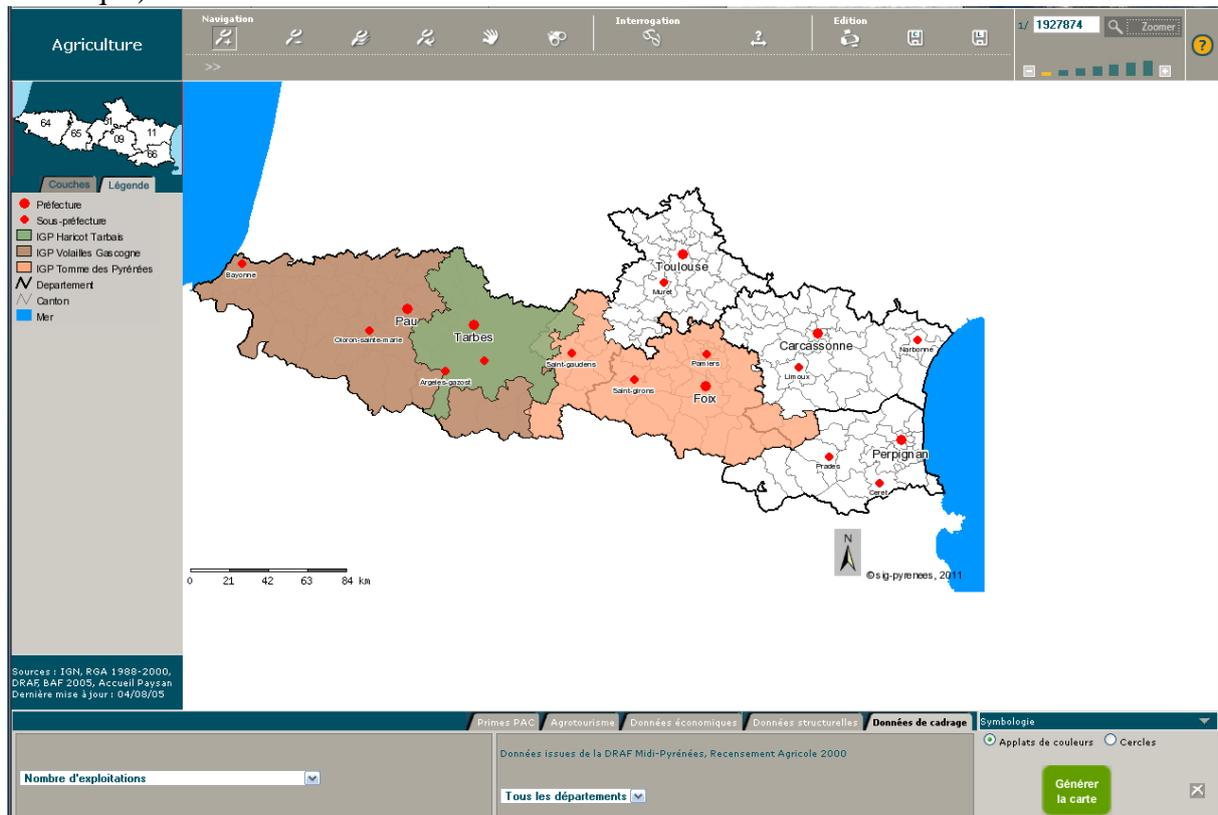 Agriculture
Navigation
Interrogation
Edition
1/ 1927874
Zoomer
?
>>
64
65
31
09
11
66
Couches
Légende
Préfecture
Sous-préfecture
IGP Haricot Tarbais
IGP Volailles Gascogne
IGP Tomme des Pyrénées
Departement
Canton
Mer
Bayonne
Pau
Oloron-sainte-marie
Tarbes
Argeles-gazost
Toulouse
Muret
Saint-gaudens
Saint-girons
Pamiers
Foix
Carcassonne
Limoux
Narbonne
Perpignan
Prades
Ceret
N
©sig-pyrenees, 2011
0 21 42 63 84 km
Sources : IGN, RGA 1988-2000,
DRAF, BAF 2005, Accueil Paysan
Dernière mise à jour : 04/08/05
Primes PAC
Agrotourisme
Données économiques
Données structurelles
Données de cadrage
Symbologie
Nombre d'exploitations
Données issues de la DRAF Midi-Pyrénées, Recensement Agricole 2000
Tous les départements
Applats de couleurs
Cercles
Générer
la carte